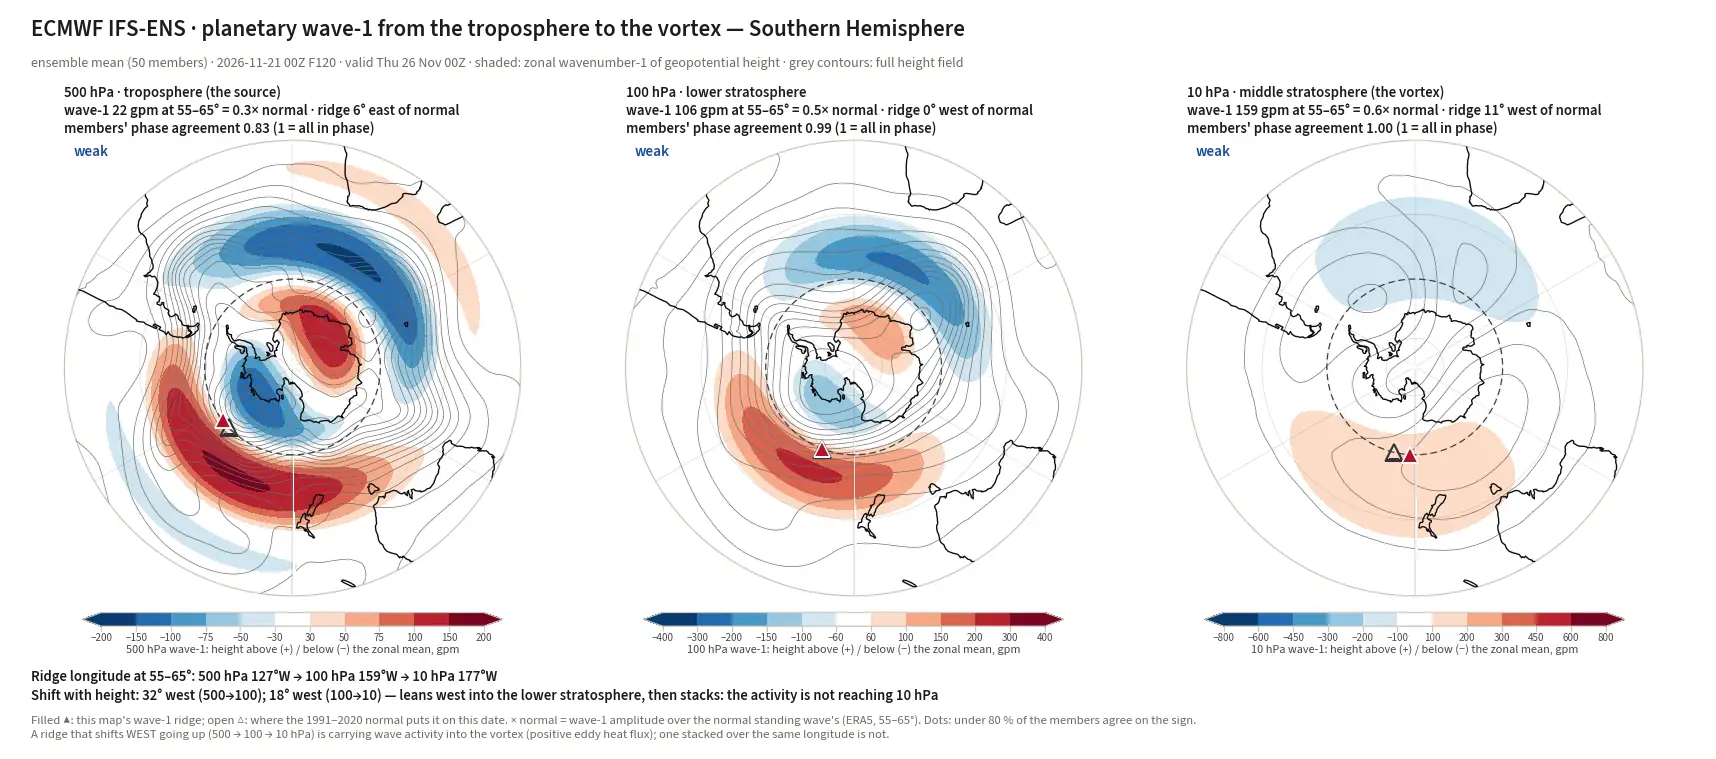 ECMWF IFS-ENS · planetary wave-1 from the troposphere to the vortex — Southern Hemisphere
ensemble mean (50 members) · 2026-11-21 00Z F120 · valid Thu 26 Nov 00Z · shaded: zonal wavenumber-1 of geopotential height · grey contours: full height field
500 hPa · troposphere (the source)
wave-1 22 gpm at 55–65° = 0.3× normal · ridge 6° east of normal
members' phase agreement 0.83 (1 = all in phase)
weak
100 hPa · lower stratosphere
wave-1 106 gpm at 55–65° = 0.5× normal · ridge 0° west of normal
members' phase agreement 0.99 (1 = all in phase)
weak
10 hPa · middle stratosphere (the vortex)
wave-1 159 gpm at 55–65° = 0.6× normal · ridge 11° west of normal
members' phase agreement 1.00 (1 = all in phase)
weak
−200 −150 −100 −75 −50 −30 30 50 75 100 150 200
500 hPa wave-1: height above (+) / below (−) the zonal mean, gpm
−400 −300 −200 −150 −100 −60 60 100 150 200 300 400
100 hPa wave-1: height above (+) / below (−) the zonal mean, gpm
−800 −600 −450 −300 −200 −100 100 200 300 450 600 800
10 hPa wave-1: height above (+) / below (−) the zonal mean, gpm
Ridge longitude at 55–65°: 500 hPa 127°W → 100 hPa 159°W → 10 hPa 177°W
Shift with height: 32° west (500→100); 18° west (100→10) — leans west into the lower stratosphere, then stacks: the activity is not reaching 10 hPa
Filled ▲: this map's wave-1 ridge; open △: where the 1991–2020 normal puts it on this date. × normal = wave-1 amplitude over the normal standing wave's (ERA5, 55–65°). Dots: under 80 % of the members agree on the sign.
A ridge that shifts WEST going up (500 → 100 → 10 hPa) is carrying wave activity into the vortex (positive eddy heat flux); one stacked over the same longitude is not.